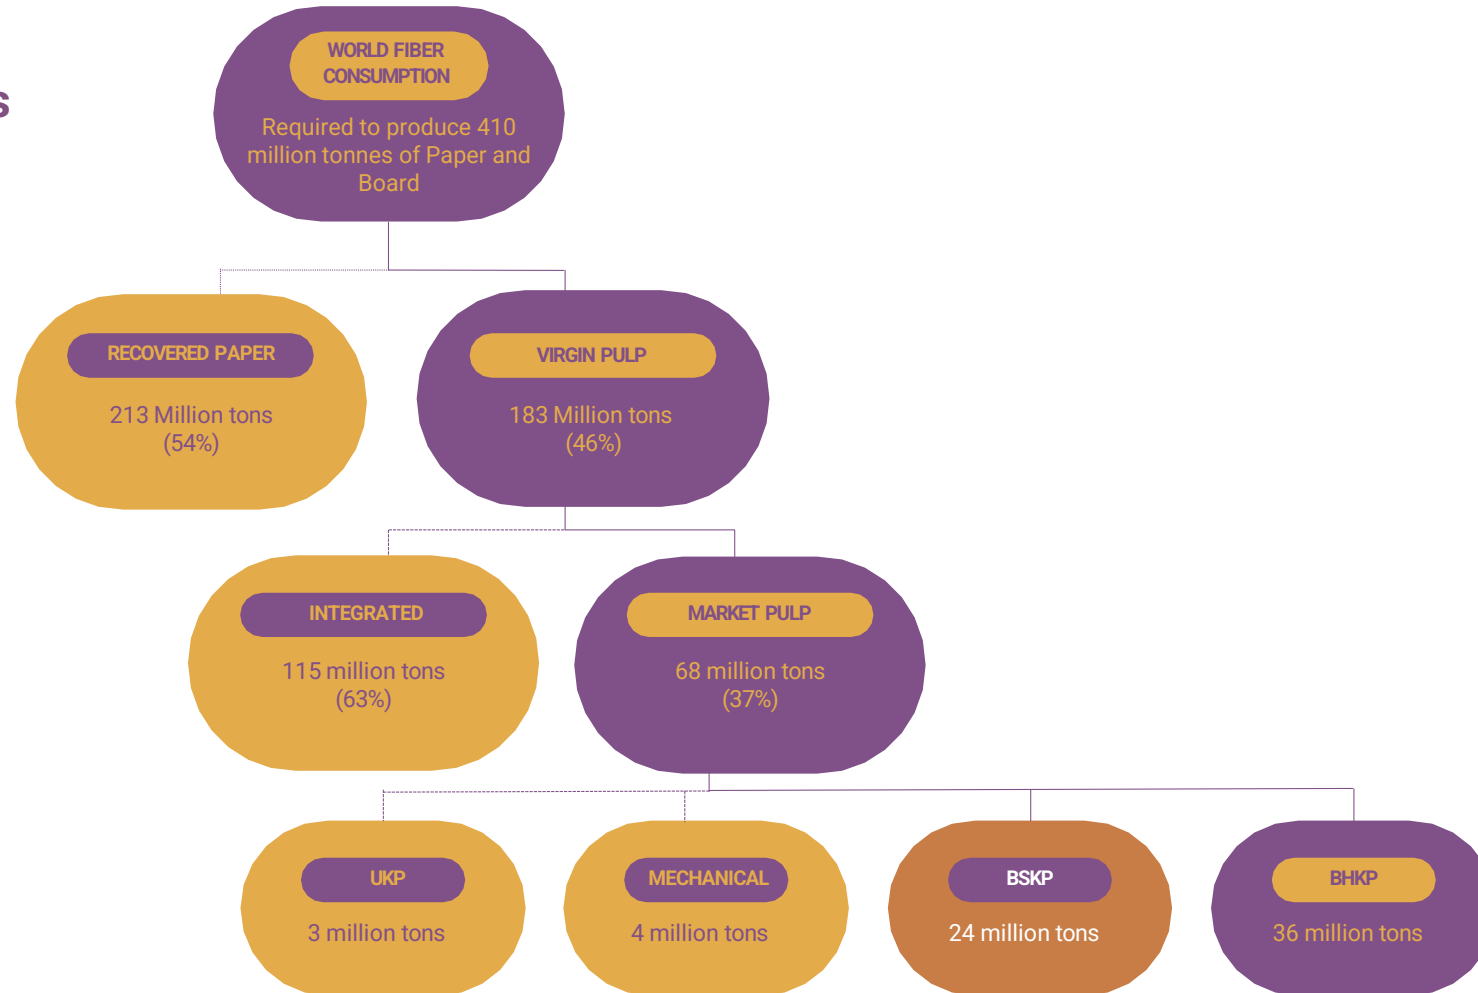 s
WORLD FIBER
CONSUMPTION
Required to produce 410
million tonnes of Paper and
Board
RECOVERED PAPER
213 Million tons
(54%)
VIRGIN PULP
183 Million tons
(46%)
INTEGRATED
115 million tons
(63%)
MARKET PULP
68 million tons
(37%)
UKP
3 million tons
MECHANICAL
4 million tons
BSKP
24 million tons
BHKP
36 million tons